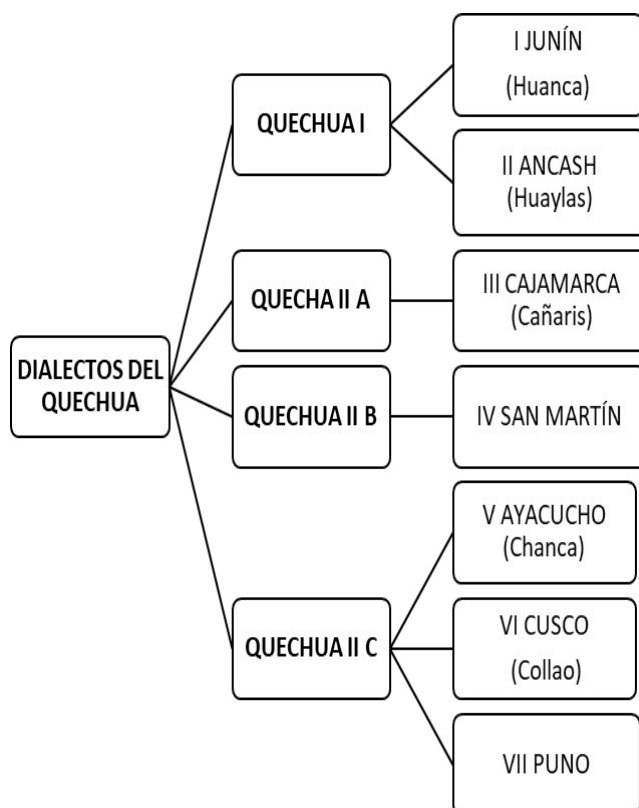 DIALECTOS DEL
QUECHUA
QUECHUA I
I JUNÍN
(Huanca)
II ANCASH
(Huaylas)
QUECHA II A
III CAJAMARCA
(Cañaris)
QUECHUA II B
IV SAN MARTÍN
QUECHUA II C
V AYACUCHO
(Chanca)
VI CUSCO
(Collao)
VII PUNO